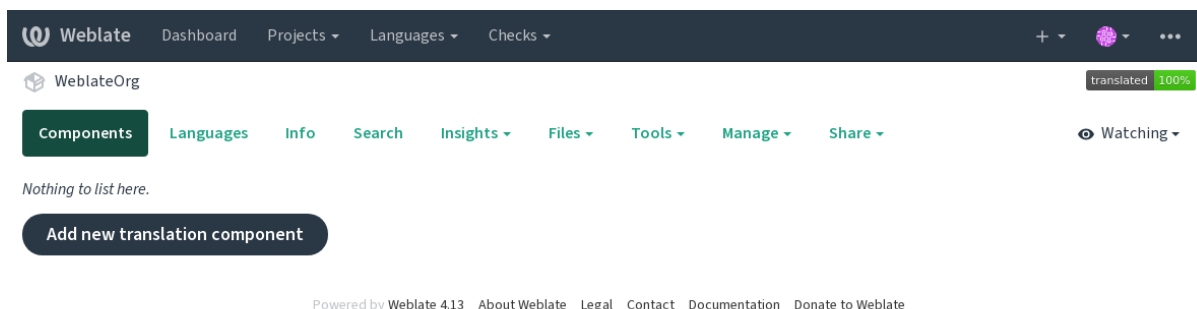 Weblate Dashboard Projects Languages Checks
WeblateOrg translated 100%
Components Languages Info Search Insights Files Tools Manage Share Watching
Nothing to list here.
Add new translation component
Powered by Weblate 4.13 About Weblate Legal Contact Documentation Donate to Weblate